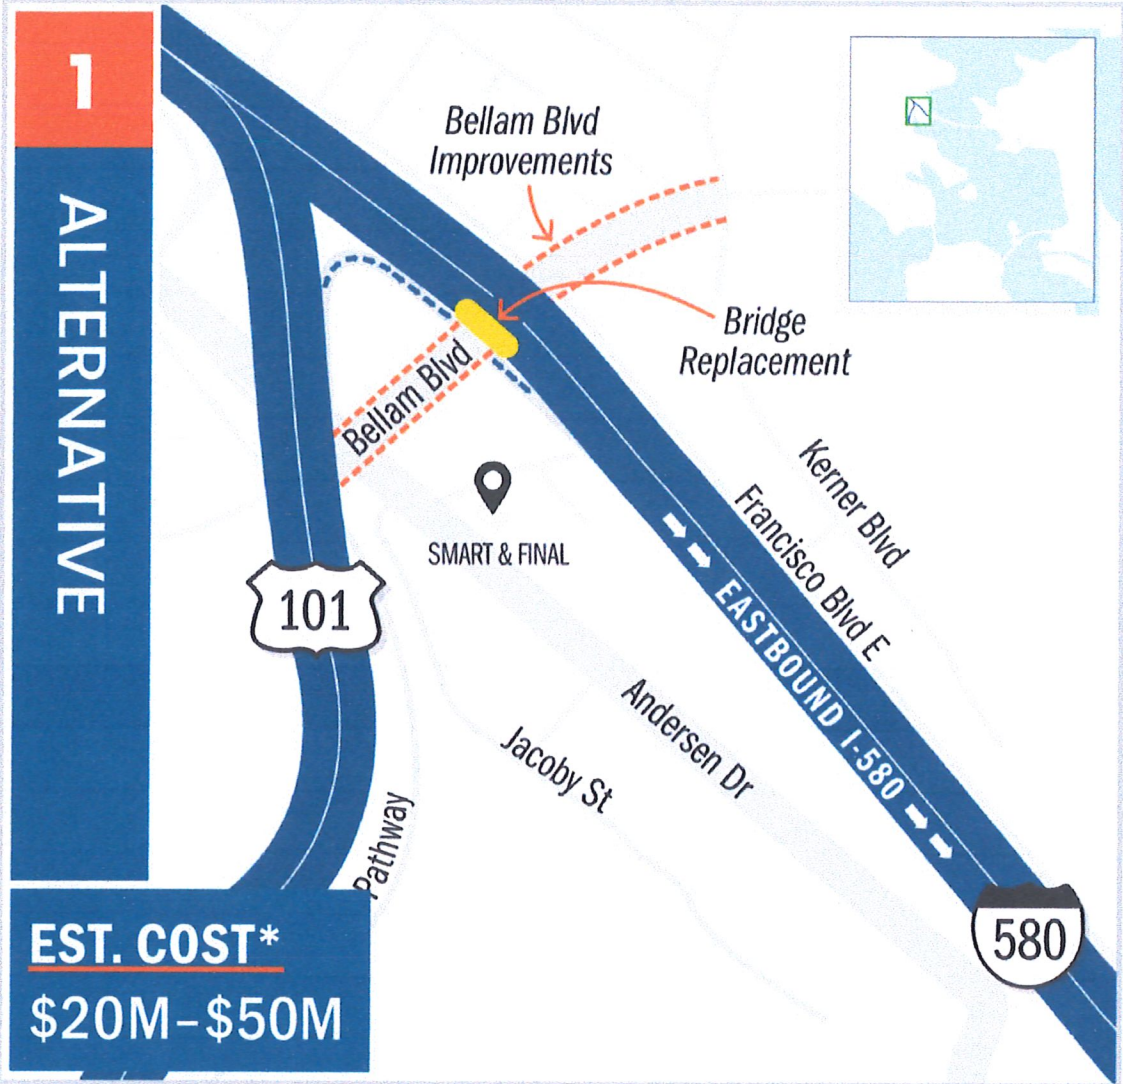 1
ALTERNATIVE
Bellam Blvd
Improvements
Bridge
Replacement
Bellam Blvd
SMART & FINAL
Kerner Blvd
Francisco Blvd E
EASTBOUND I-580
101
Andersen Dr
Jacoby St
Pathway
580
EST. COST*
$20M–$50M